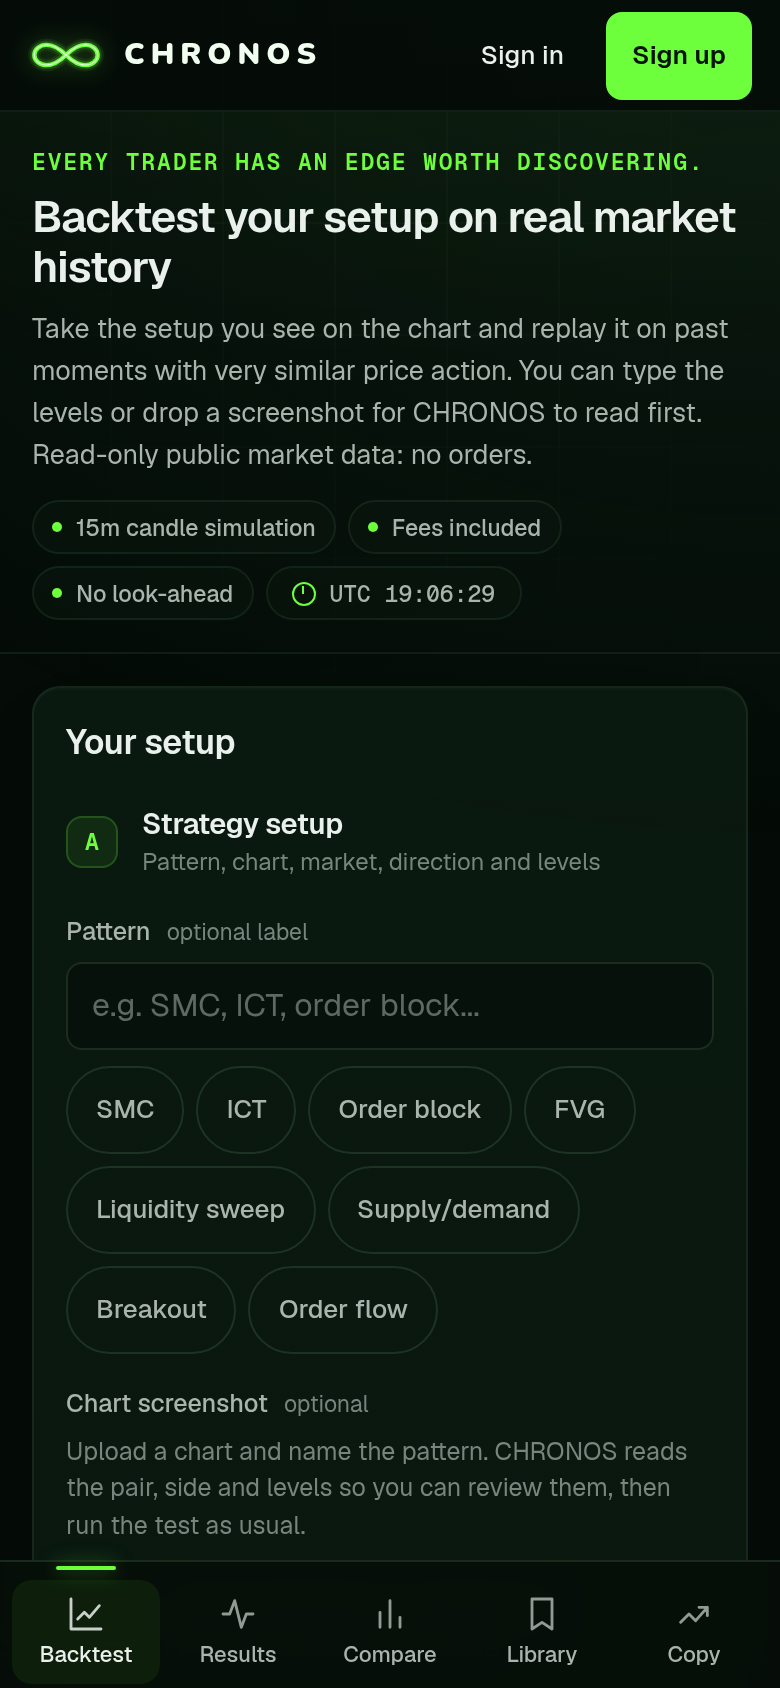 CHRONOS
Sign in
Sign up
EVERY TRADER HAS AN EDGE WORTH DISCOVERING.
Backtest your setup on real market
history
Take the setup you see on the chart and replay it on past
moments with very similar price action. You can type the
levels or drop a screenshot for CHRONOS to read first.
Read-only public market data: no orders.
15m candle simulation
Fees included
No look-ahead
UTC 19:06:29
Your setup
A
Strategy setup
Pattern, chart, market, direction and levels
Pattern optional label
e.g. SMC, ICT, order block...
SMC
ICT
Order block
FVG
Liquidity sweep
Supply/demand
Breakout
Order flow
Chart screenshot optional
Upload a chart and name the pattern. CHRONOS reads
the pair, side and levels so you can review them, then
run the test as usual.
Backtest
Results
Compare
Library
Copy